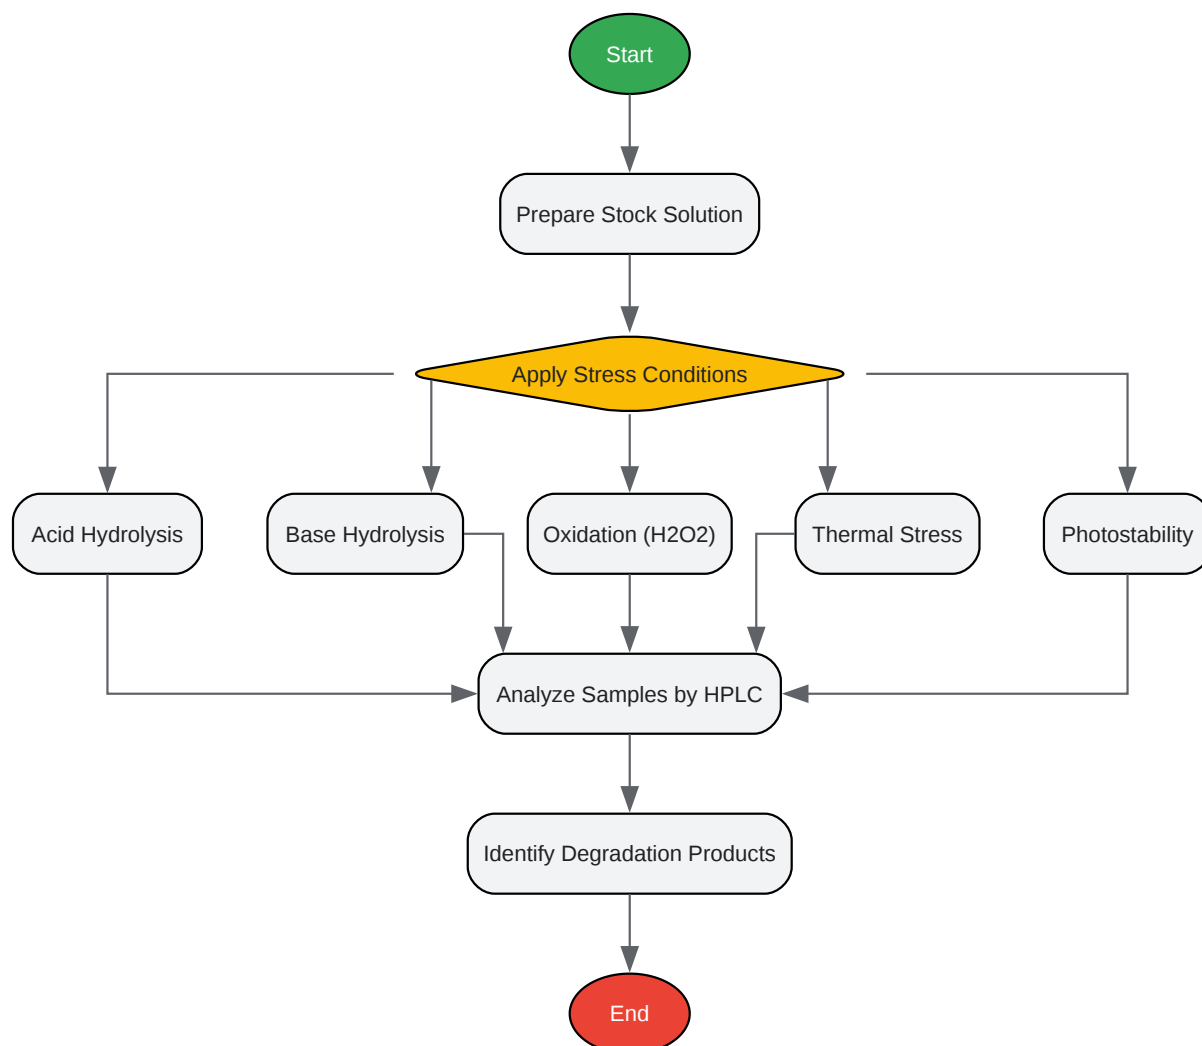 Start
Prepare Stock Solution
Apply Stress Conditions
Acid Hydrolysis
Base Hydrolysis
Oxidation (H2O2)
Thermal Stress
Photostability
Analyze Samples by HPLC
Identify Degradation Products
End